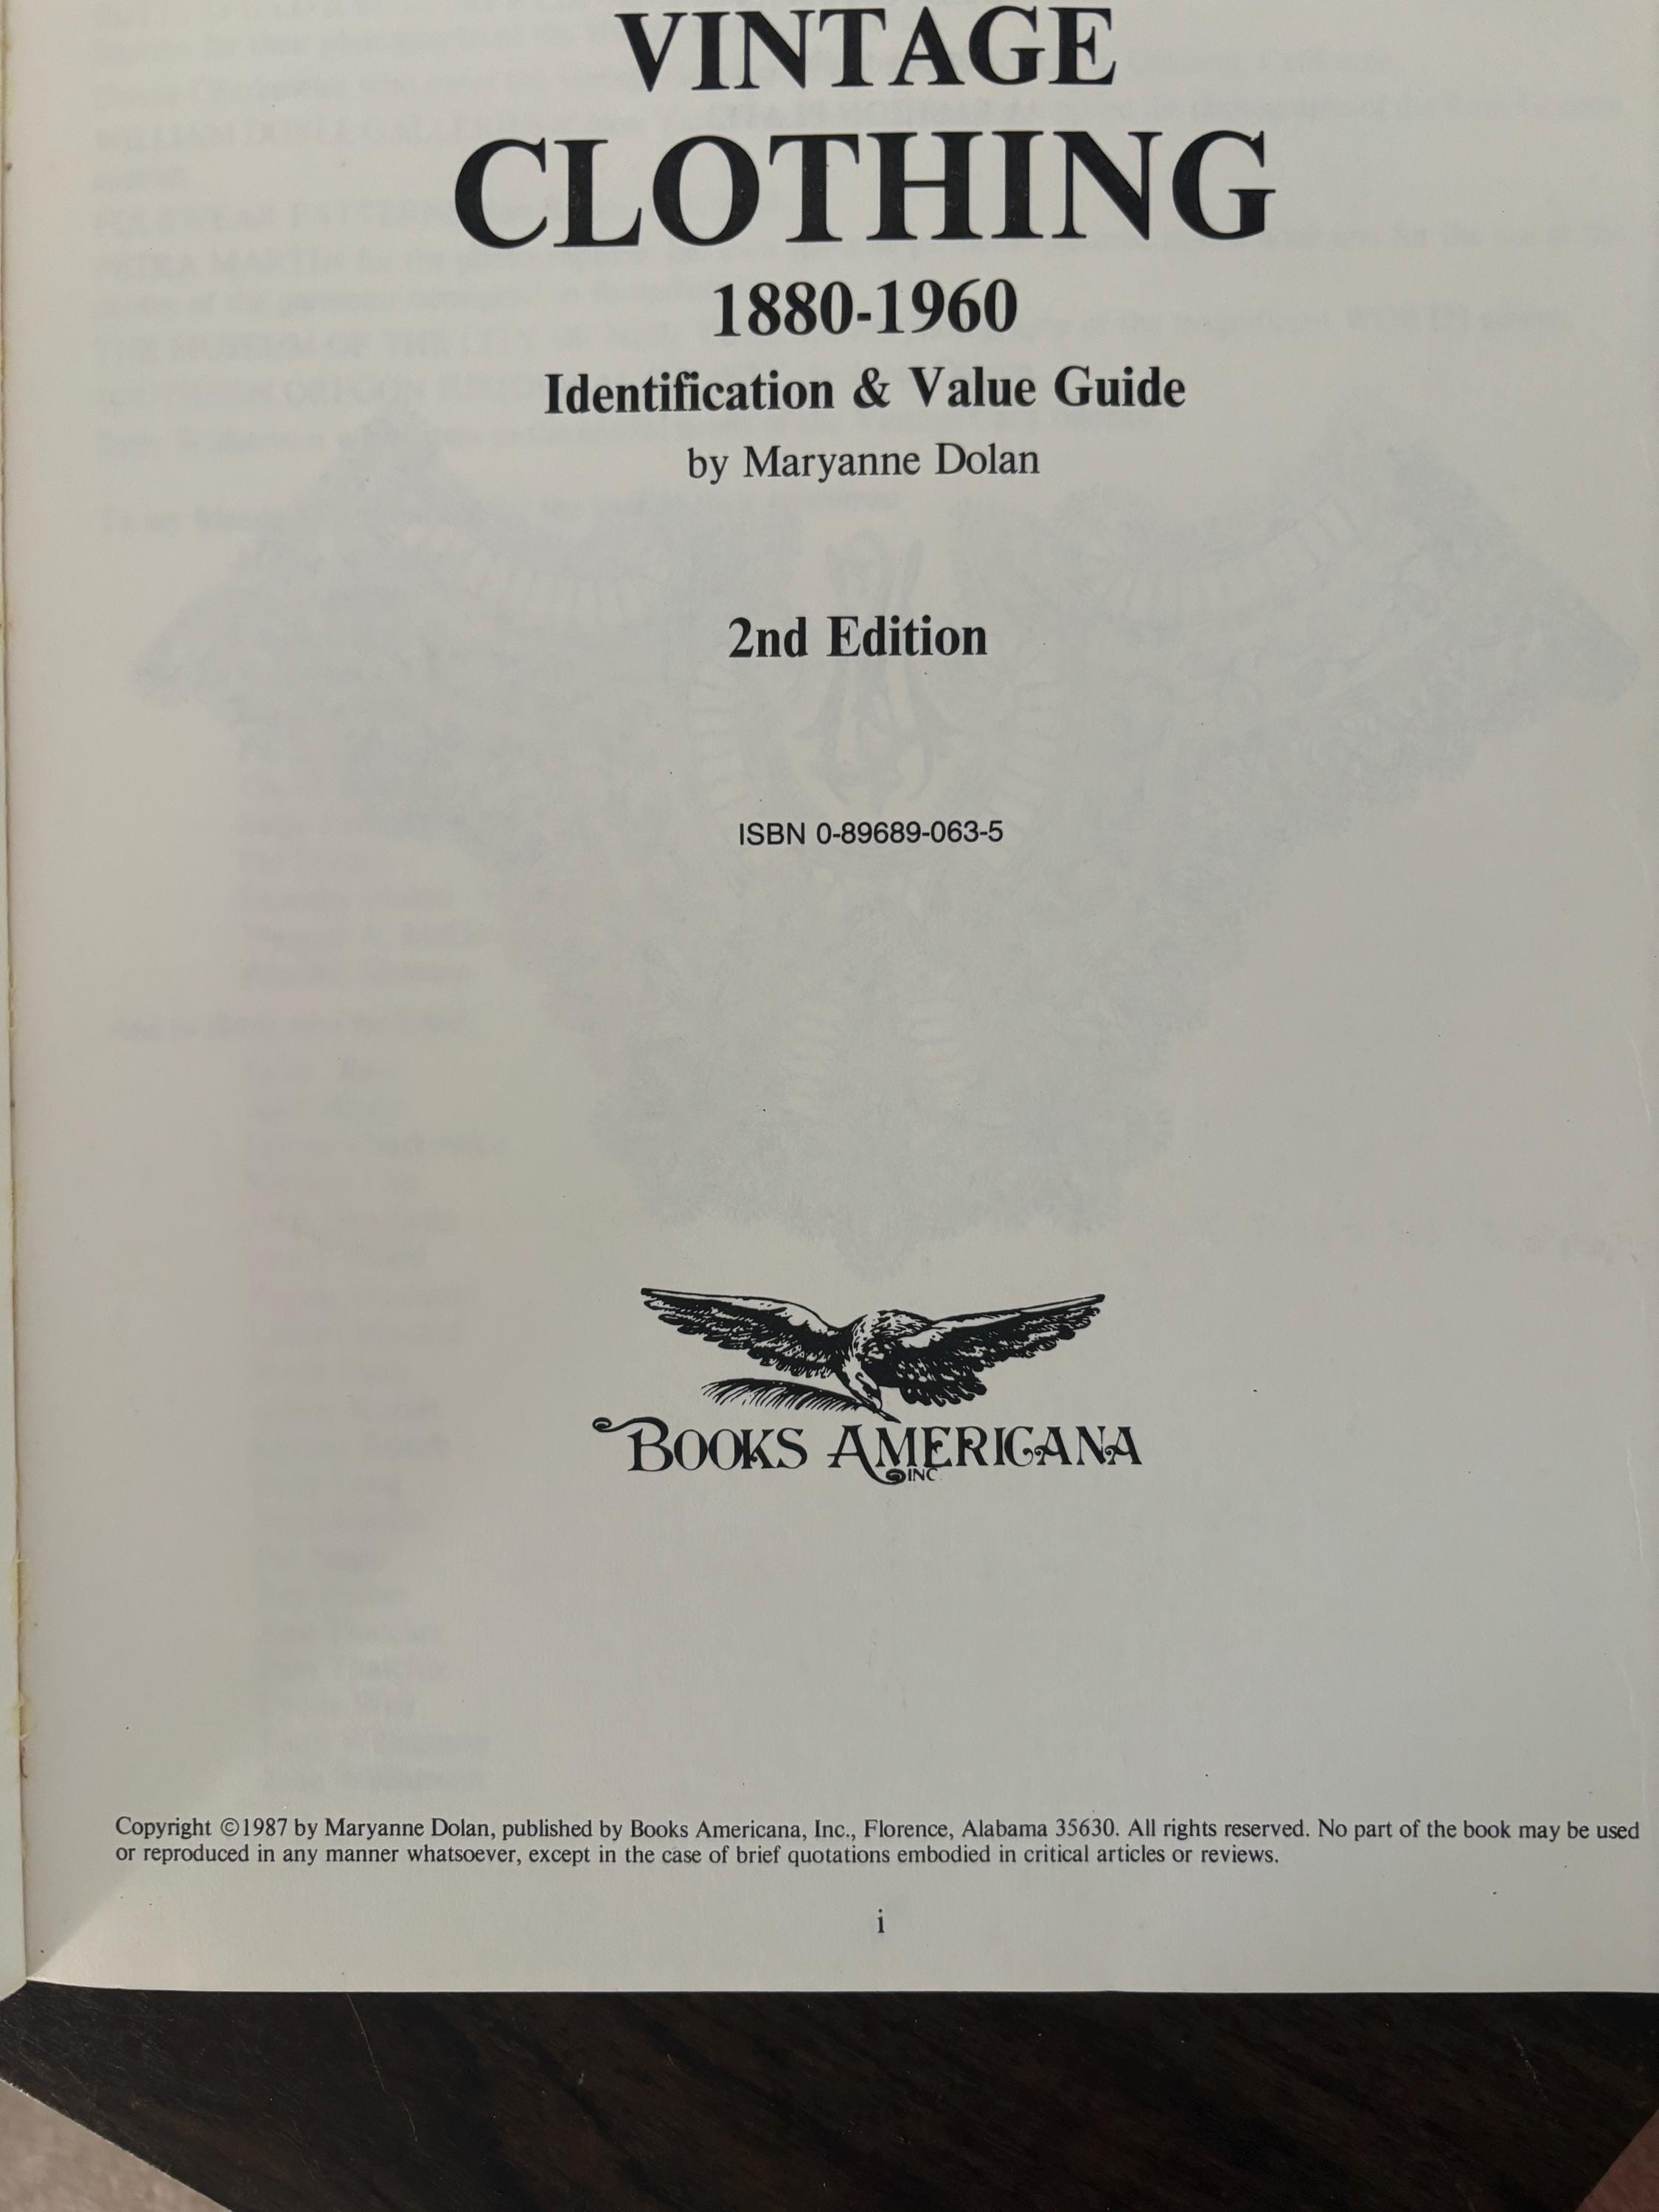 VINTAGE
CLOTHING
1880-1960
Identification & Value Guide
by Maryanne Dolan
2nd Edition
ISBN 0-89689-063-5
BOOKS AMERICANA
INC.
Copyright ©1987 by Maryanne Dolan, published by Books Americana, Inc., Florence, Alabama 35630. All rights reserved. No part of the book may be used
or reproduced in any manner whatsoever, except in the case of brief quotations embodied in critical articles or reviews.
i